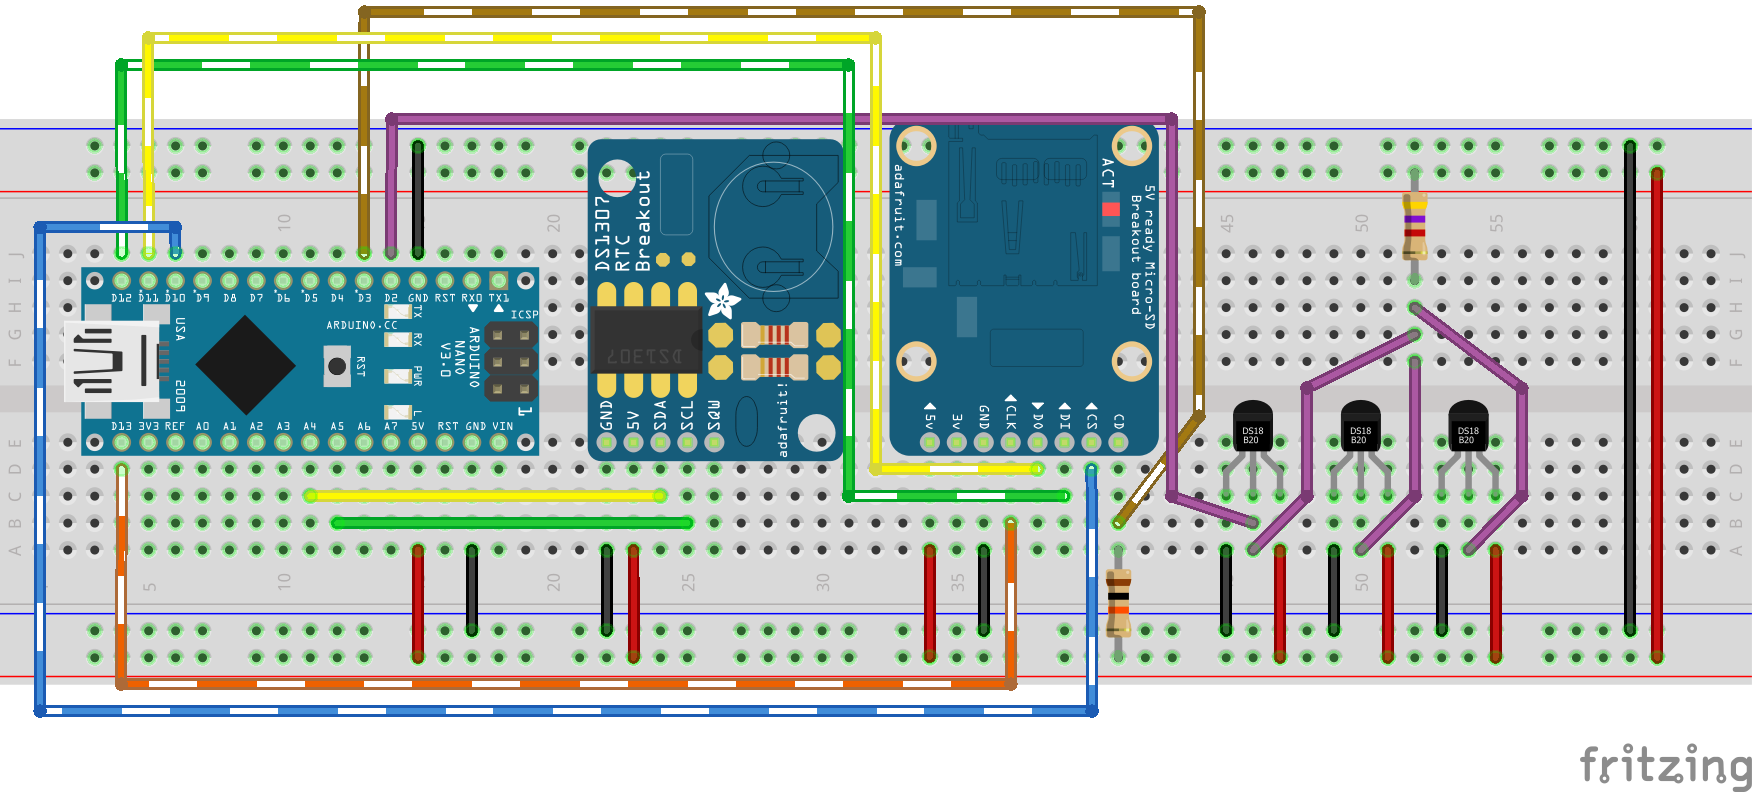 10
20
45
50
55
J
I
H
G
F
J
I
H
G
F
D12 D11 D10 D9 D8 D7 D6 D5 D4 D3 D2 GND RST RX0 TX1
USA
2009
ARDUINO.CC
RST
TX
RX
PWR
L
ARDUINO
NANO
V3.0
ICSP
1
D13 3V3 REF A0 A1 A2 A3 A4 A5 A6 A7 5V RST GND VIN
DS1307
RTC
Breakout
DS1307
adafruit!
GND
5V
SDA
SCL
SQW
adafruit.com
ACT
5V ready Micro-SD
Breakout board
5v
3v
GND
CLK
DO
DI
CS
CD
DS18
B20
DS18
B20
DS18
B20
E
D
C
B
A
E
D
C
B
A
5
10
20
25
30
35
50
fritzing